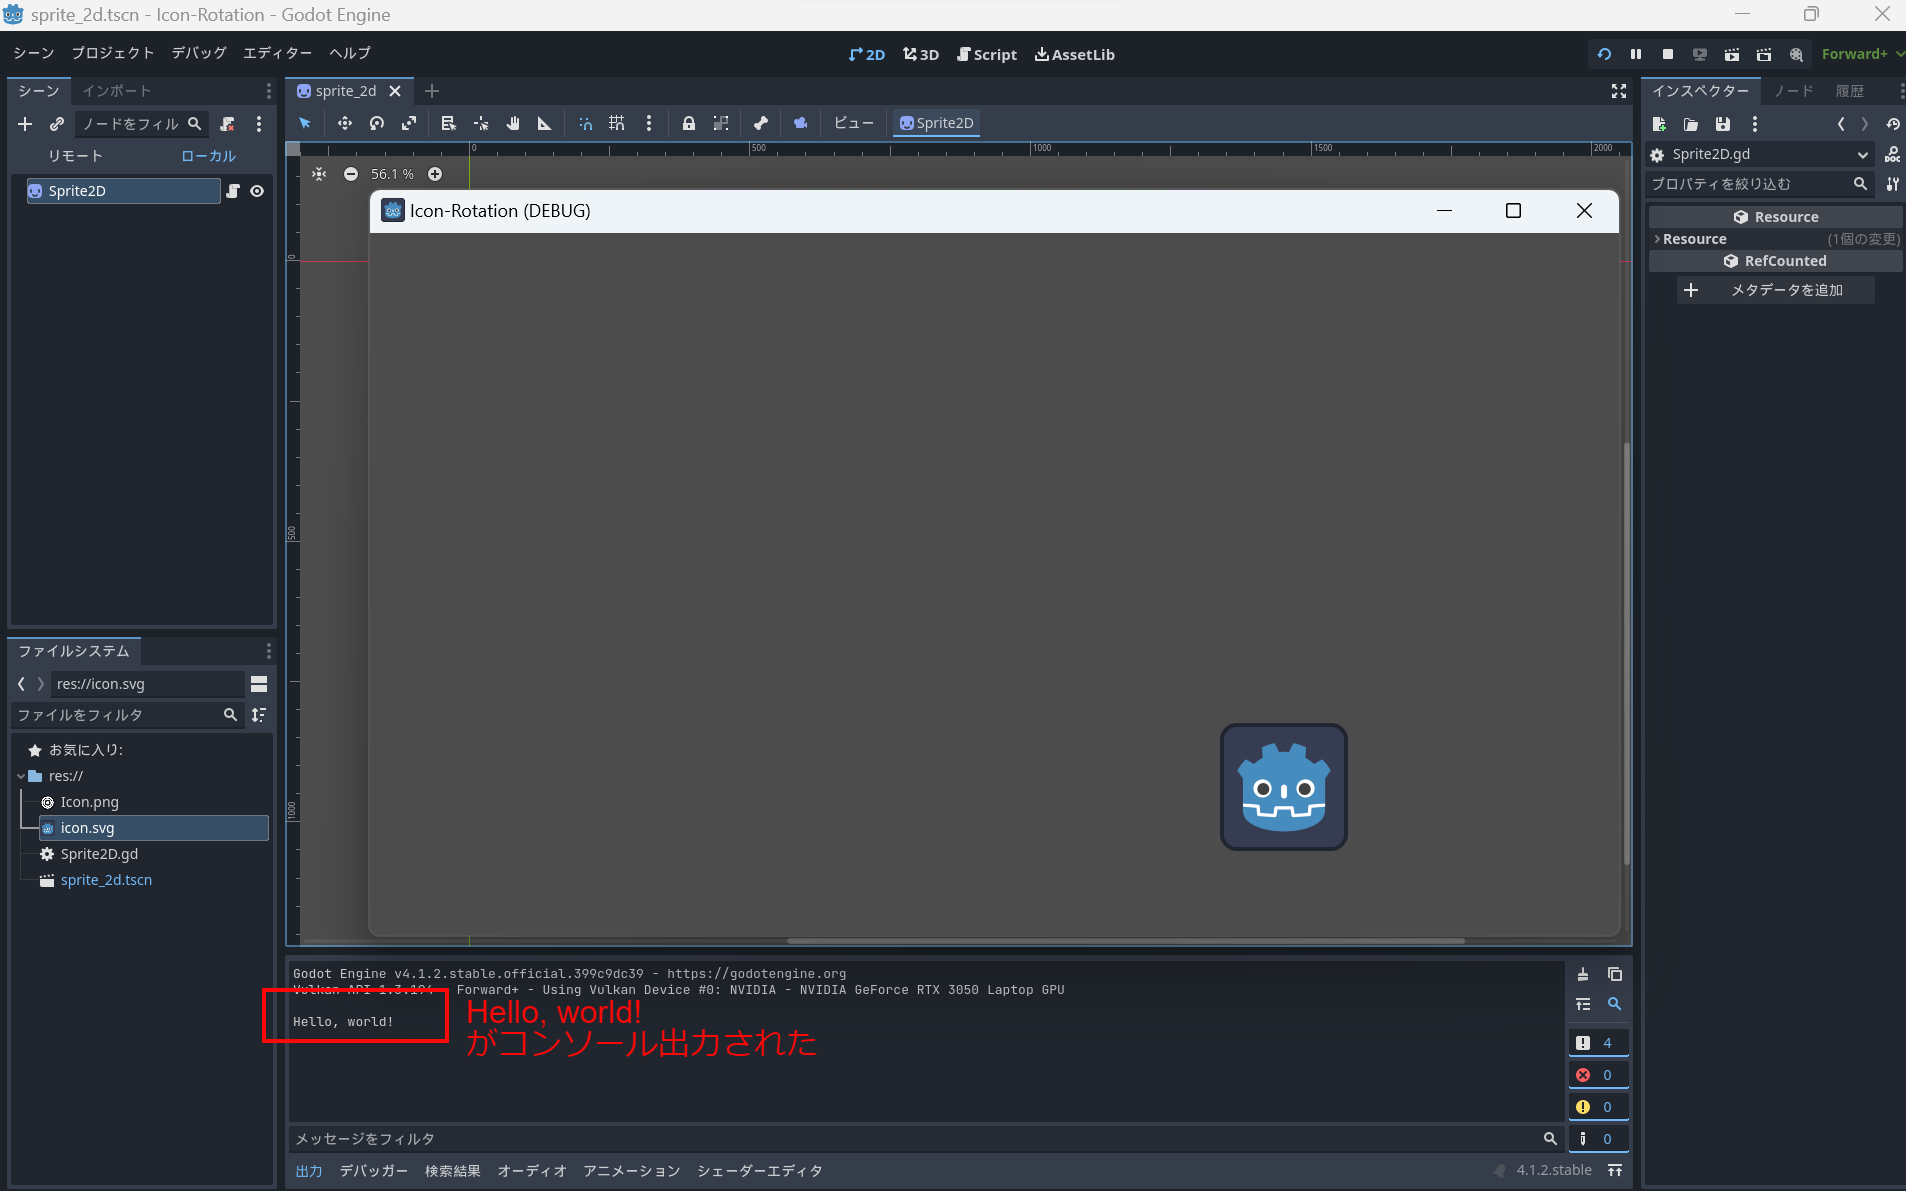 sprite_2d.tscn - Icon-Rotation - Godot Engine
シーン プロジェクト デバッグ エディター ヘルプ
2D 3D Script AssetLib
Forward+
シーン インポート
sprite_2d
インスペクター ノード 履歴
ノードをフィル
ビュー Sprite2D
リモート ローカル
0 500 1000 1500 2000
Sprite2D.gd
56.1 %
プロパティを絞り込む
Sprite2D
Icon-Rotation (DEBUG)
Resource
Resource (1個の変更)
RefCounted
メタデータを追加
0
500
1000
ファイルシステム
res://icon.svg
ファイルをフィルタ
お気に入り:
res://
Icon.png
icon.svg
Sprite2D.gd
sprite_2d.tscn
Godot Engine v4.1.2.stable.official.399c9dc39 - https://godotengine.org
Vulkan API 1.3.194 - Forward+ - Using Vulkan Device #0: NVIDIA - NVIDIA GeForce RTX 3050 Laptop GPU
Hello, world!
Hello, world!
がコンソール出力された
4
0
0
0
メッセージをフィルタ
出力 デバッガー 検索結果 オーディオ アニメーション シェーダーエディタ
4.1.2.stable